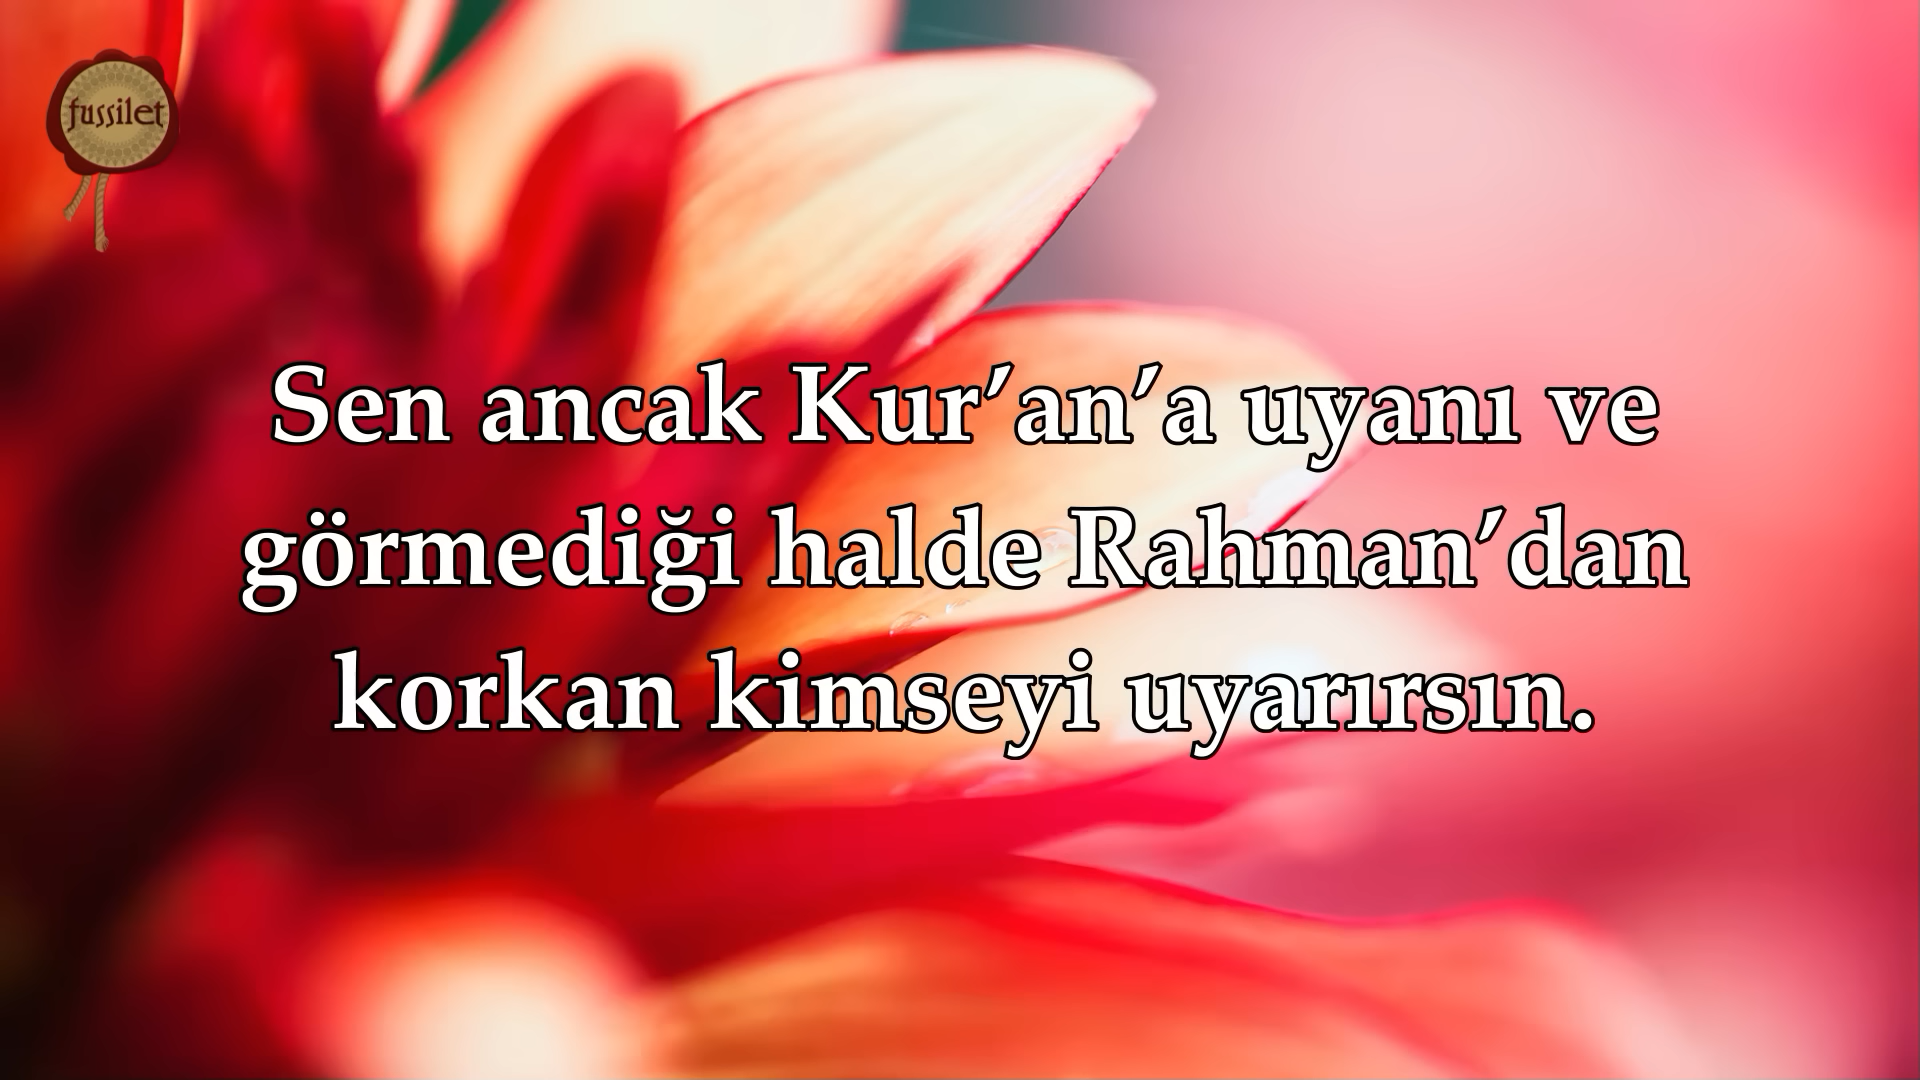 fussilet
Sen ancak Kur’an’a uyanı ve
görmediği halde Rahman’dan
korkan kimseyi uyarırsın.